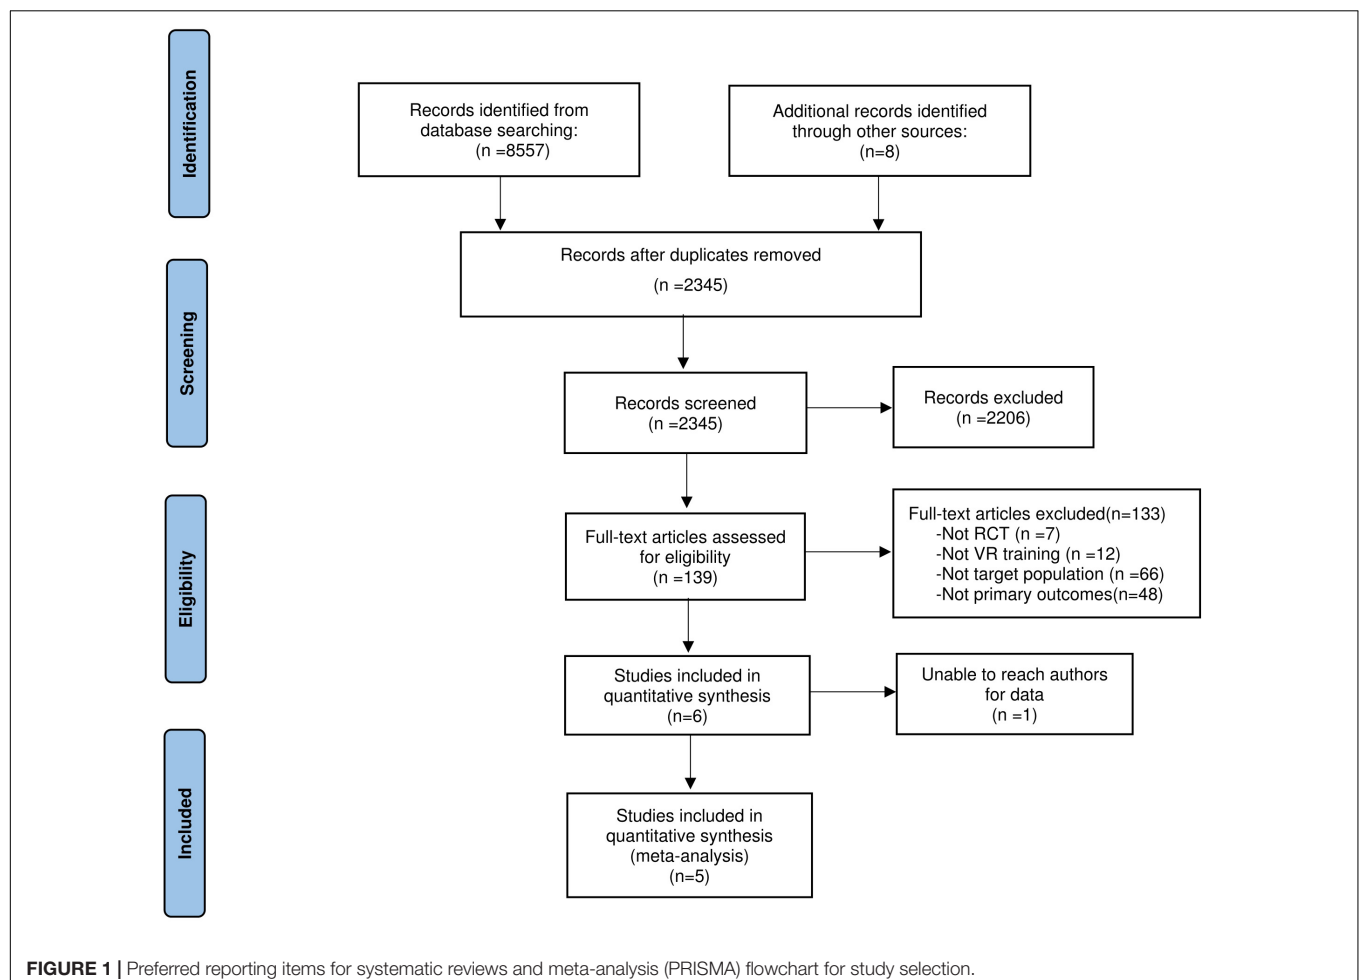 Identification
Records identified from
database searching:
(n =8557)
Additional records identified
through other sources:
(n=8)
Records after duplicates removed
(n =2345)
Screening
Records screened
(n =2345)
Records excluded
(n =2206)
Eligibility
Full-text articles assessed
for eligibility
(n =139)
Full-text articles excluded(n=133)
-Not RCT (n =7)
-Not VR training (n =12)
-Not target population (n =66)
-Not primary outcomes(n=48)
Studies included in
quantitative synthesis
(n=6)
Unable to reach authors
for data
(n =1)
Included
Studies included in
quantitative synthesis
(meta-analysis)
(n=5)
FIGURE 1 | Preferred reporting items for systematic reviews and meta-analysis (PRISMA) flowchart for study selection.